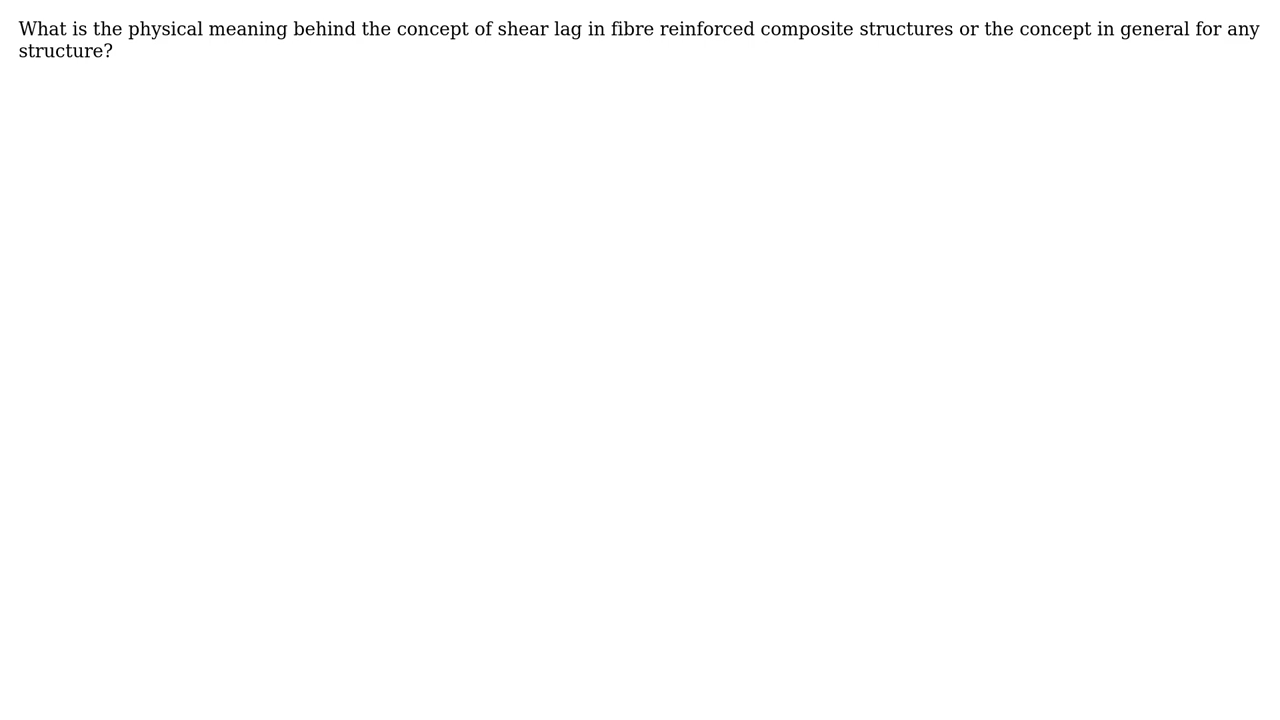 What is the physical meaning behind the concept of shear lag in fibre reinforced composite structures or the concept in general for any
structure?